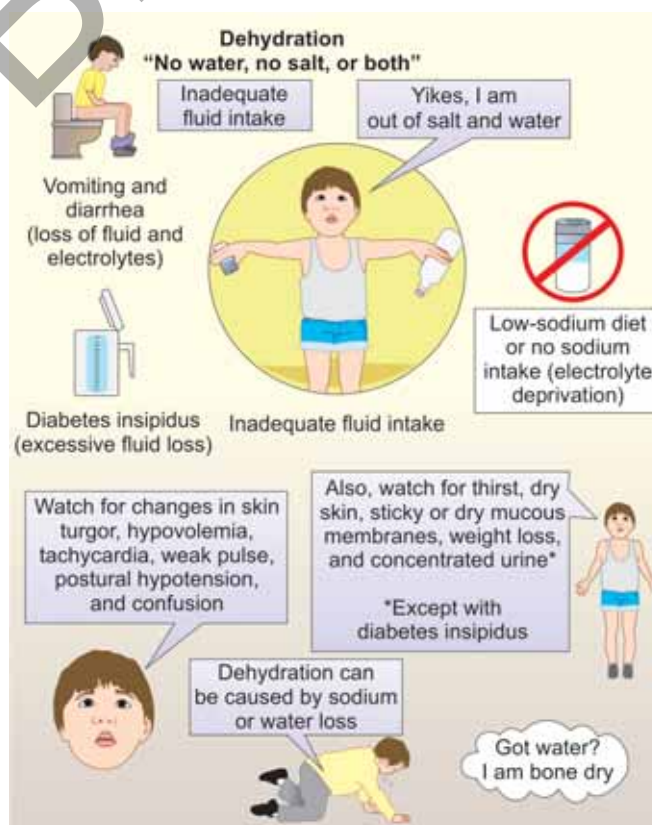 Dehydration
“No water, no salt, or both”
Inadequate
fluid intake
Yikes, I am
out of salt and water
Vomiting and
diarrhea
(loss of fluid and
electrolytes)
Low-sodium diet
or no sodium
intake (electrolyte
deprivation)
Diabetes insipidus
(excessive fluid loss)
Inadequate fluid intake
Watch for changes in skin
turgor, hypovolemia,
tachycardia, weak pulse,
postural hypotension,
and confusion
Also, watch for thirst, dry
skin, sticky or dry mucous
membranes, weight loss,
and concentrated urine*
*Except with
diabetes insipidus
Dehydration can
be caused by sodium
or water loss
Got water?
I am bone dry